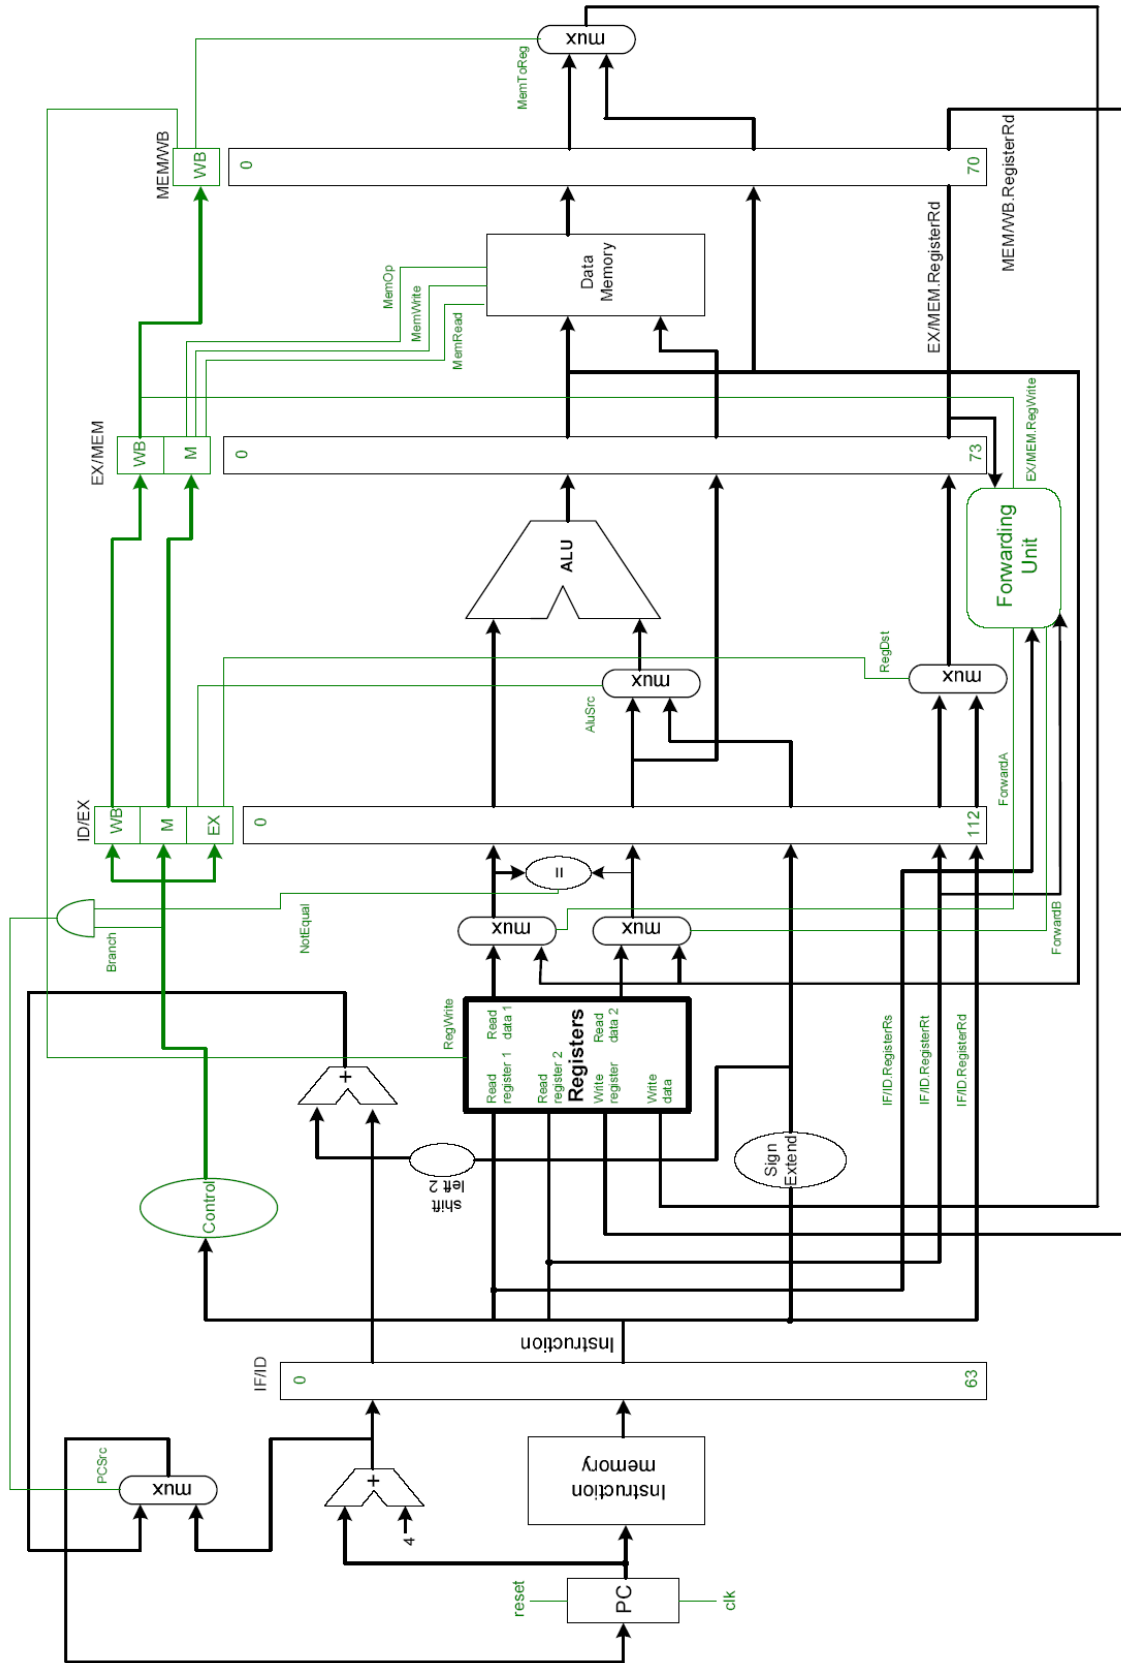 PCSrc
mux
+
4
reset
PC
clk
Instruction
memory
IF/ID
0
63
Instruction
Control
shift
left 2
+
Sign
Extend
RegWrite
Read
register 1
Read
data 1
Read
register 2
Registers
Write
register
Read
data 2
Write
data
IF/ID.RegisterRs
IF/ID.RegisterRt
IF/ID.RegisterRd
Branch
NotEqual
mux
mux
=
ForwardA
ForwardB
ID/EX
WB
M
EX
0
112
AluSrc
mux
RegDst
mux
ALU
Forwarding
Unit
EX/MEM
WB
M
0
73
EX/MEM.RegWrite
MemOp
MemWrite
MemRead
Data
Memory
EX/MEM.RegisterRd
MEM/WB.RegisterRd
MEM/WB
WB
0
70
MemToReg
mux